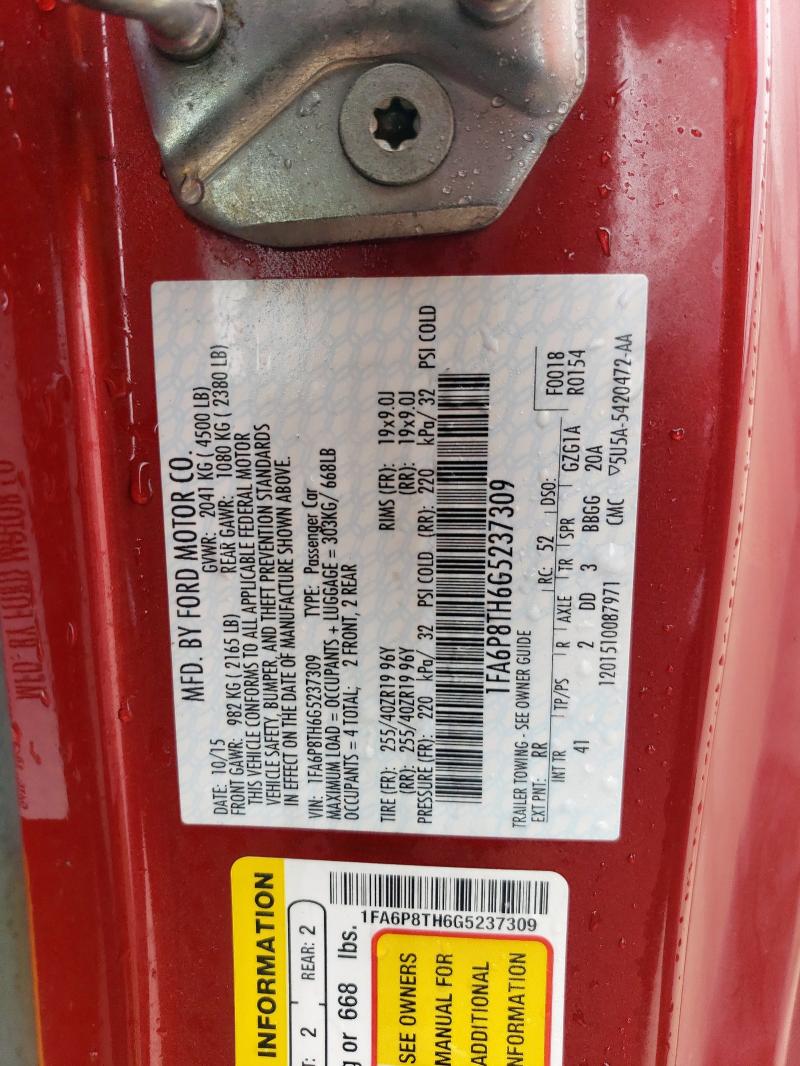 MFD. BY FORD MOTOR CO.
DATE: 10/15 GVWR: 2041 KG ( 4500 LB)
FRONT GAWR: 982 KG ( 2165 LB) REAR GAWR: 1080 KG ( 2380 LB)
THIS VEHICLE CONFORMS TO ALL APPLICABLE FEDERAL MOTOR
VEHICLE SAFETY, BUMPER, AND THEFT PREVENTION STANDARDS
IN EFFECT ON THE DATE OF MANUFACTURE SHOWN ABOVE.
VIN: 1FA6P8TH6G5237309 TYPE: Passenger Car
MAXIMUM LOAD = OCCUPANTS + LUGGAGE = 303KG/ 668LB
OCCUPANTS = 4 TOTAL; 2 FRONT, 2 REAR
TIRE (FR): 255/40ZR19 96Y RIMS (FR): 19x9.0J
(RR): 255/40ZR19 96Y (RR): 19x9.0J
PRESSURE (FR): 220 kPa/ 32 PSI COLD (RR): 220 kPa/ 32 PSI COLD
1FA6P8TH6G5237309
TRAILER TOWING - SEE OWNER GUIDE
EXT PNT: RR RC: 52 DSO: F0018
INT TR TP/PS R AXLE TR SPR GZG1A R0154
41 2 DD 3 BBGG 20A
1201510087971 CMC ▽5U5A-5420472-AA
INFORMATION
T: 2 REAR: 2
g or 668 lbs.
1FA6P8TH6G5237309
SEE OWNERS
MANUAL FOR
ADDITIONAL
INFORMATION